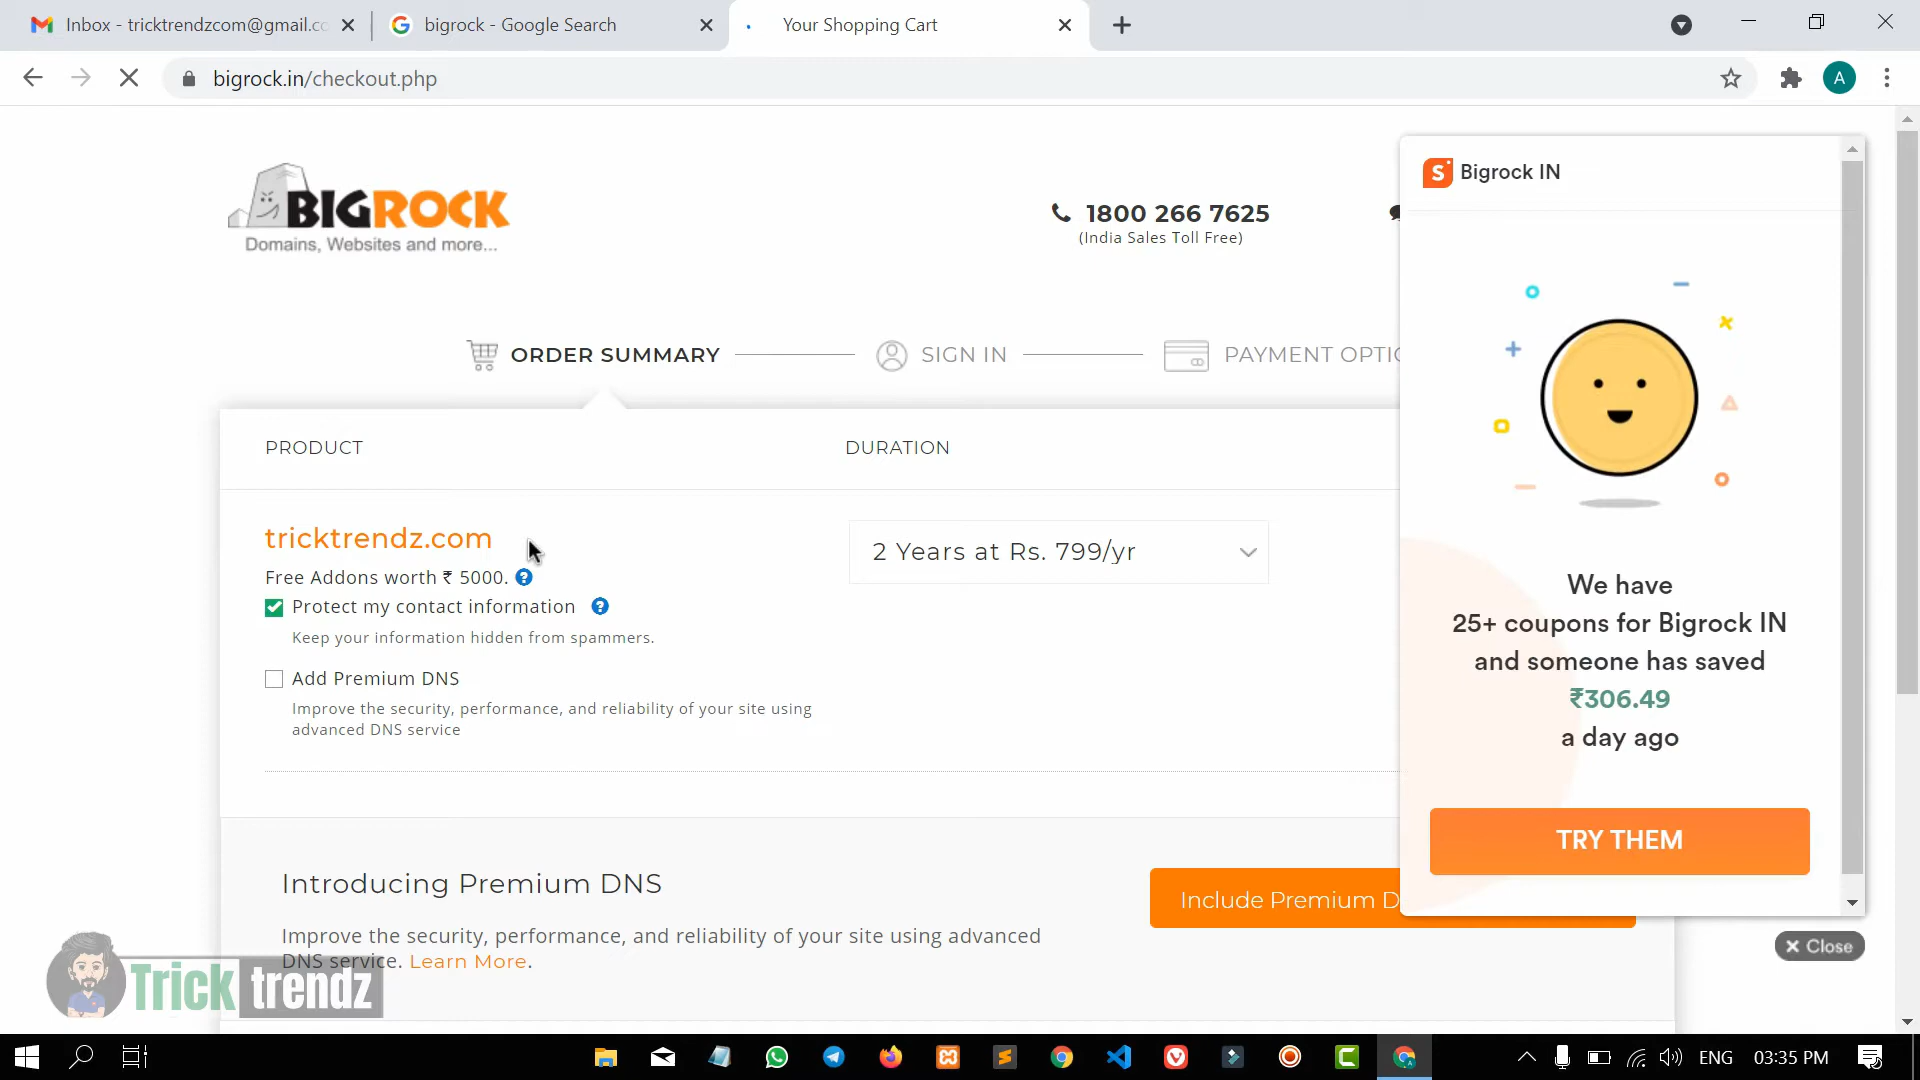 Inbox - tricktrendzcom@gmail.co
bigrock - Google Search
Your Shopping Cart
bigrock.in/checkout.php
A
BIGROCK
Domains, Websites and more...
1800 266 7625
(India Sales Toll Free)
S Bigrock IN
ORDER SUMMARY
SIGN IN
PAYMENT OPTIO
PRODUCT
DURATION
tricktrendz.com
2 Years at Rs. 799/yr
Free Addons worth ₹ 5000. ?
Protect my contact information ?
Keep your information hidden from spammers.
Add Premium DNS
Improve the security, performance, and reliability of your site using
advanced DNS service
We have
25+ coupons for Bigrock IN
and someone has saved
₹306.49
a day ago
TRY THEM
Introducing Premium DNS
Include Premium D
Improve the security, performance, and reliability of your site using advanced
DNS service. Learn More.
Close
Trick trendz
ENG
03:35 PM